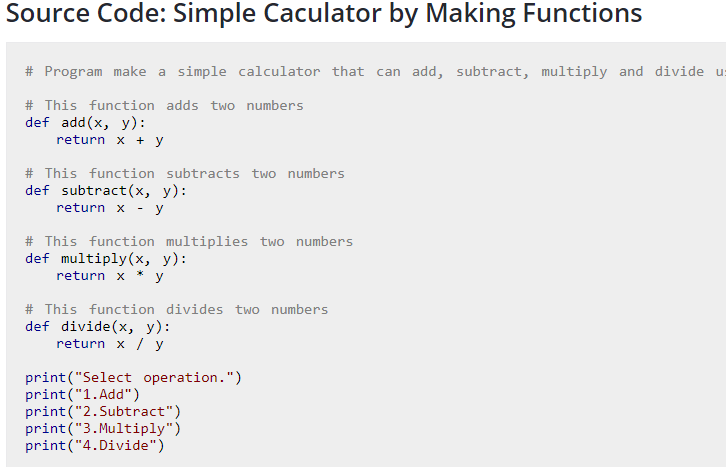 Source Code: Simple Caculator by Making Functions
# Program make a simple calculator that can add, subtract, multiply and divide
# This function adds two numbers
def add(x, y):
    return x + y
# This function subtracts two numbers
def subtract(x, y):
    return x - y
# This function multiplies two numbers
def multiply(x, y):
    return x * y
# This function divides two numbers
def divide(x, y):
    return x / y
print("Select operation.")
print("1.Add")
print("2.Subtract")
print("3.Multiply")
print("4.Divide")